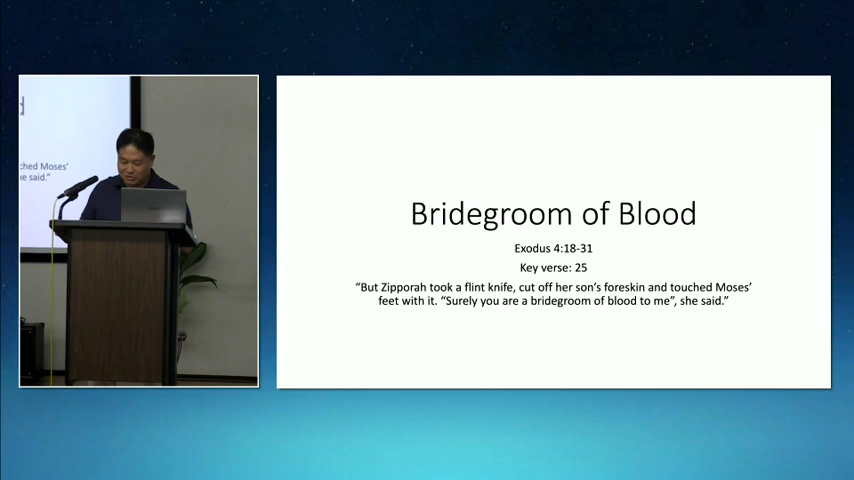 d
ched Moses'
ne said."
Bridegroom of Blood
Exodus 4:18-31
Key verse: 25
“But Zipporah took a flint knife, cut off her son’s foreskin and touched Moses’
feet with it. “Surely you are a bridegroom of blood to me”, she said.”